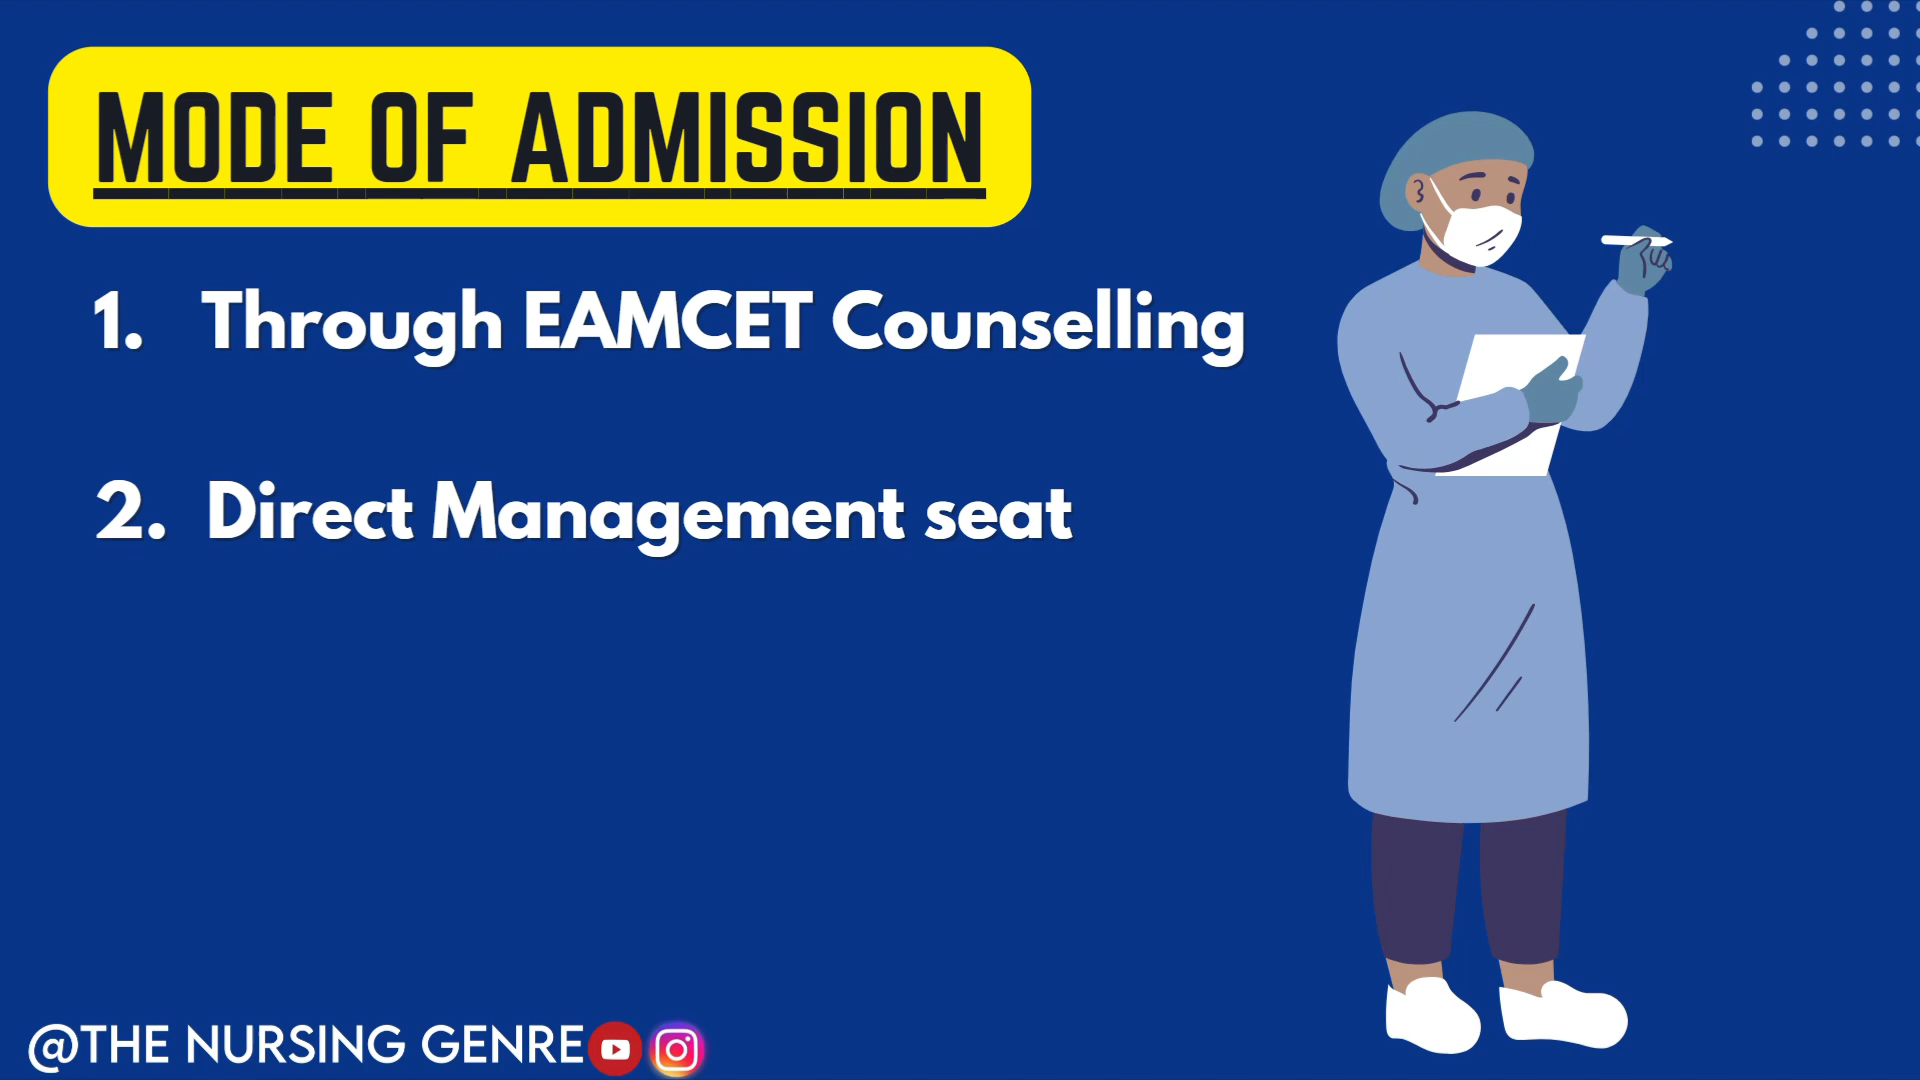 MODE OF ADMISSION
1. Through EAMCET Counselling
2. Direct Management seat
@THE NURSING GENRE